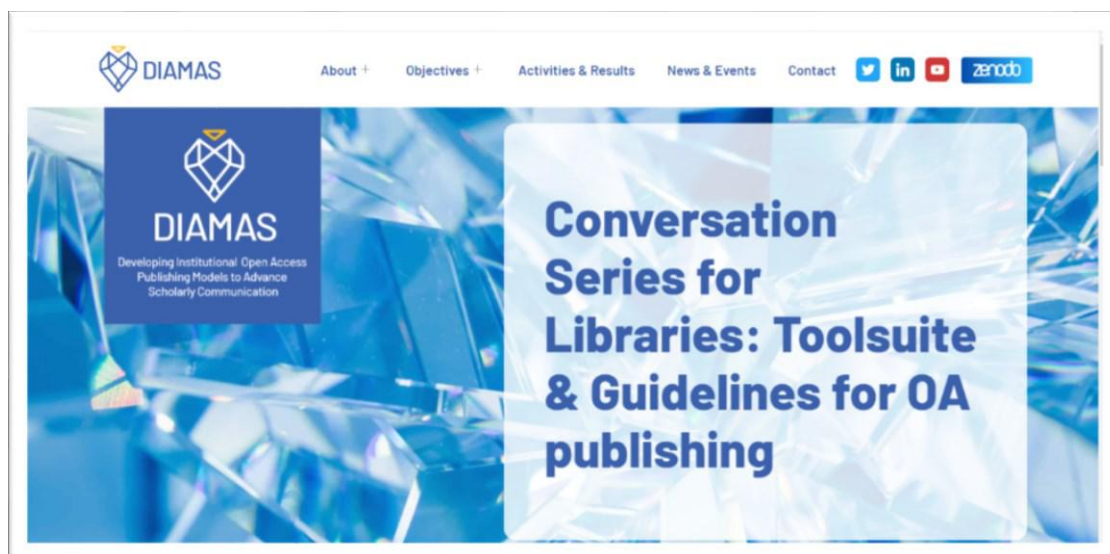 DIAMAS
About +
Objectives +
Activities & Results
News & Events
Contact
in
zenodo
DIAMAS
Developing Institutional Open Access
Publishing Models to Advance
Scholarly Communication
Conversation
Series for
Libraries: Toolsuite
& Guidelines for OA
publishing